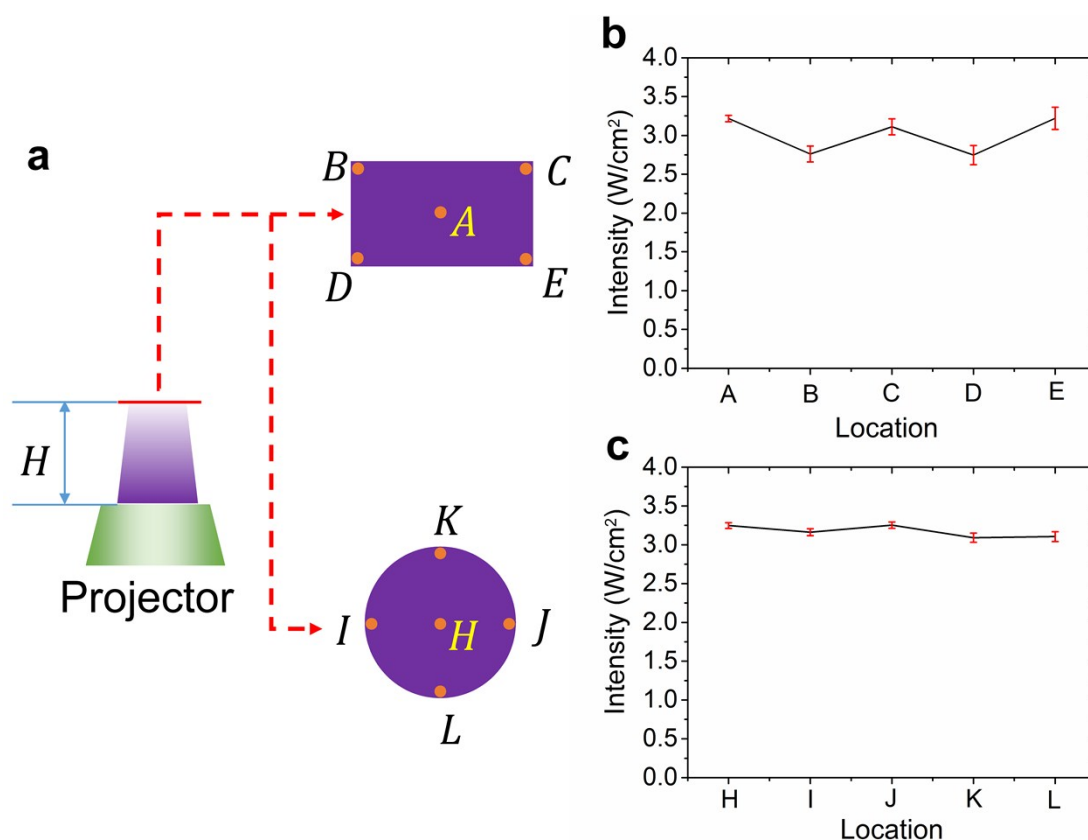 a
B
C
A
D
E
H
Projector
K
I
H
J
L
b
4.0
3.5
3.0
2.5
2.0
1.5
1.0
0.5
0.0
Intensity (W/cm²)
A B C D E
Location
c
4.0
3.5
3.0
2.5
2.0
1.5
1.0
0.5
0.0
Intensity (W/cm²)
H I J K L
Location